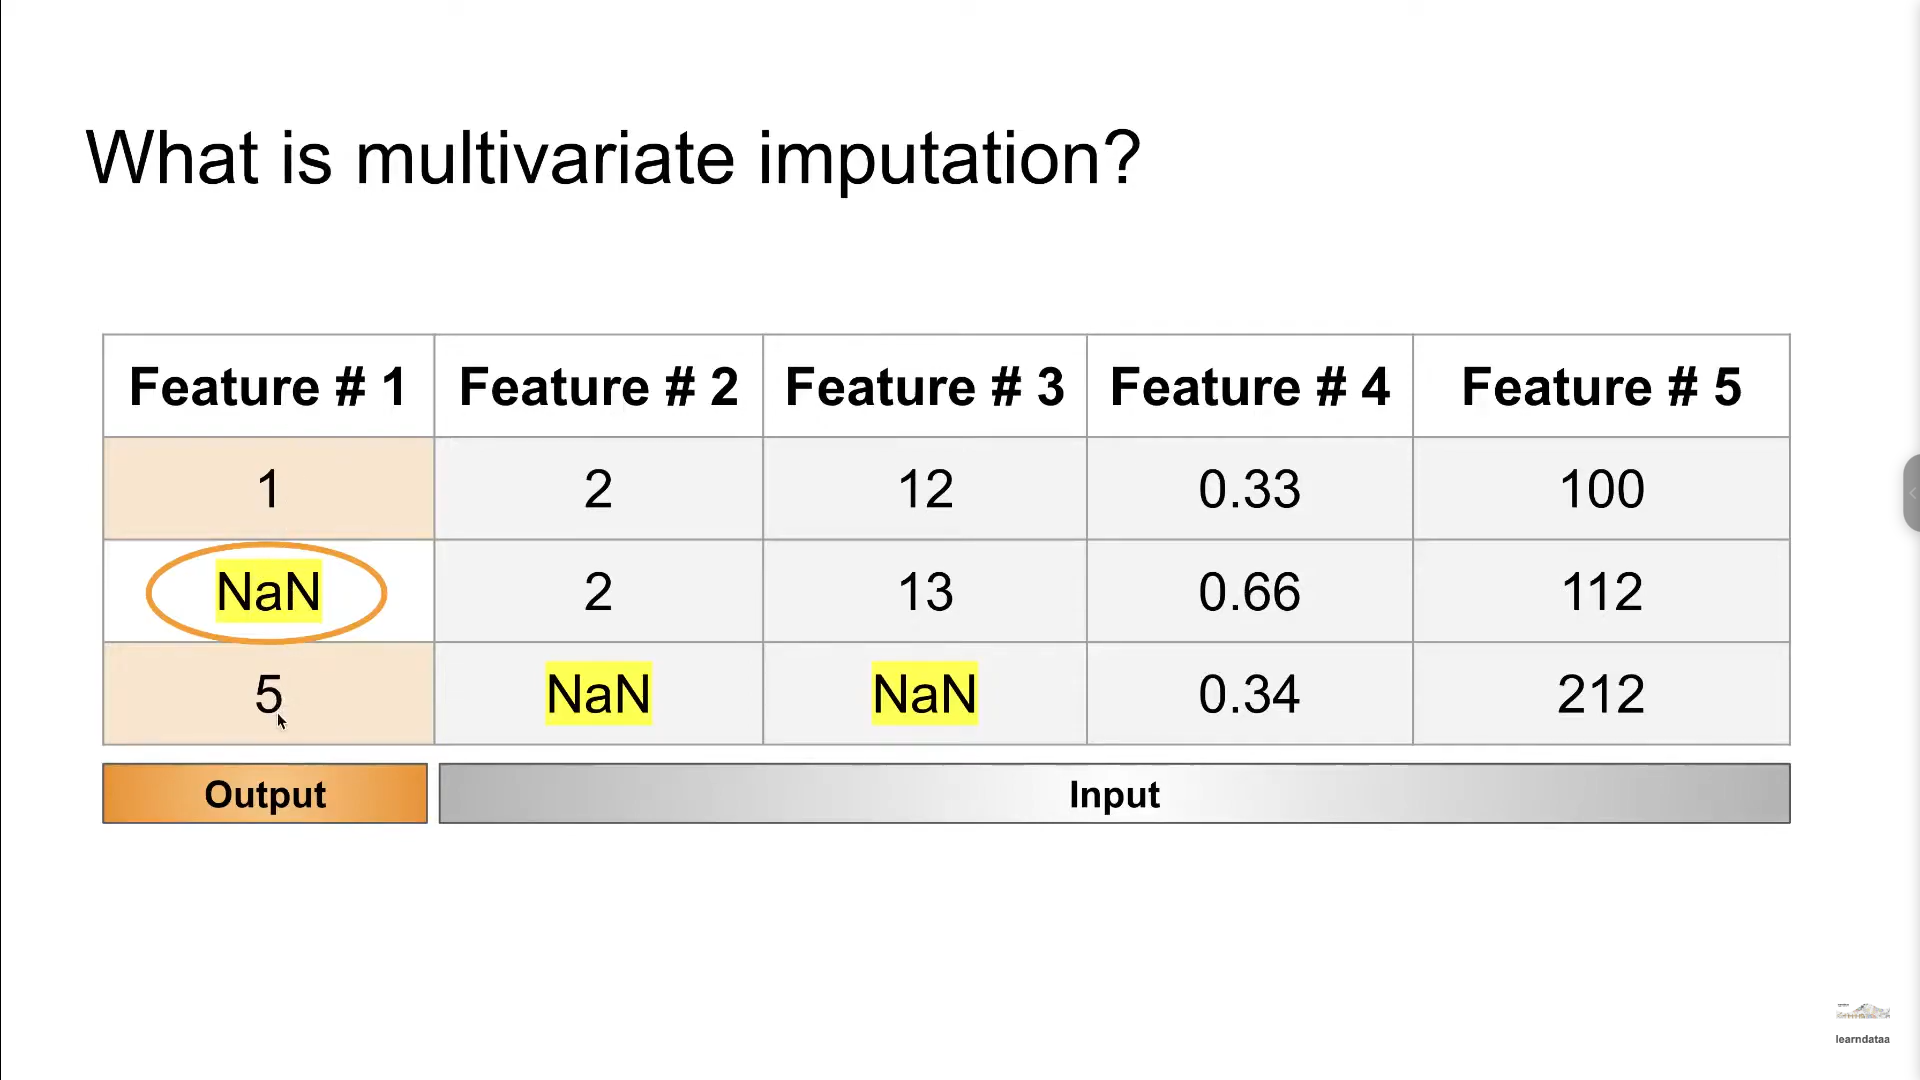 What is multivariate imputation?
Feature # 1 Feature # 2 Feature # 3 Feature # 4 Feature # 5
1 2 12 0.33 100
NaN 2 13 0.66 112
5 NaN NaN 0.34 212
Output Input
learndataa